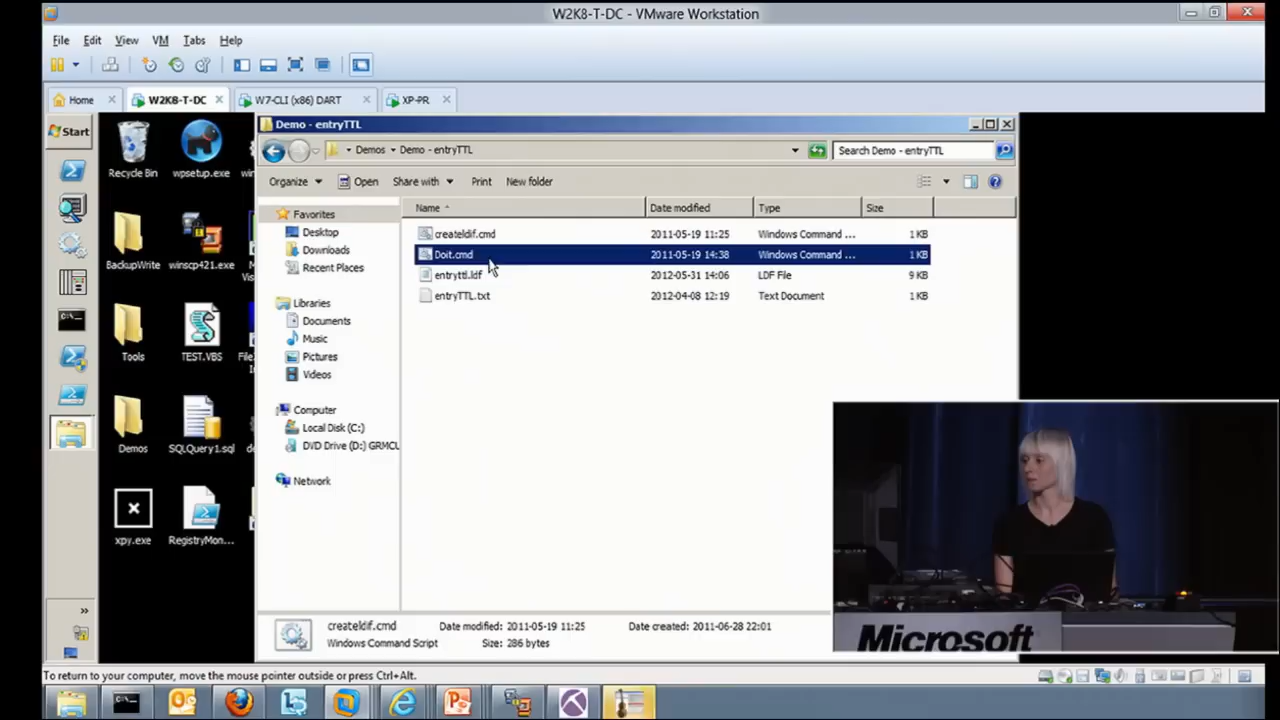 W2K8-T-DC - VMware Workstation
File Edit View VM Tabs Help
Home W2K8-T-DC W7-CLI (x86) DART XP-PR
Start
Demo - entryTTL
Demos Demo - entryTTL Search Demo - entryTTL
Organize Open Share with Print New folder
Name Date modified Type Size
createldif.cmd 2011-05-19 11:25 Windows Command ... 1 KB
Doit.cmd 2011-05-19 14:38 Windows Command ... 1 KB
entryttl.ldf 2012-05-31 14:06 LDF File 9 KB
entryTTL.txt 2012-04-08 12:19 Text Document 1 KB
Favorites
Desktop
Downloads
Recent Places
Libraries
Documents
Music
Pictures
Videos
Computer
Local Disk (C:)
DVD Drive (D:) GRMCU
Network
Recycle Bin wpsetup.exe
BackupWrite winscp421.exe
Tools TEST.VBS
Demos SQLQuery1.sql
xpy.exe RegistryMon...
createldif.cmd Date modified: 2011-05-19 11:25 Date created: 2011-06-28 22:01
Windows Command Script Size: 286 bytes
Microsoft
To return to your computer, move the mouse pointer outside or press Ctrl+Alt.